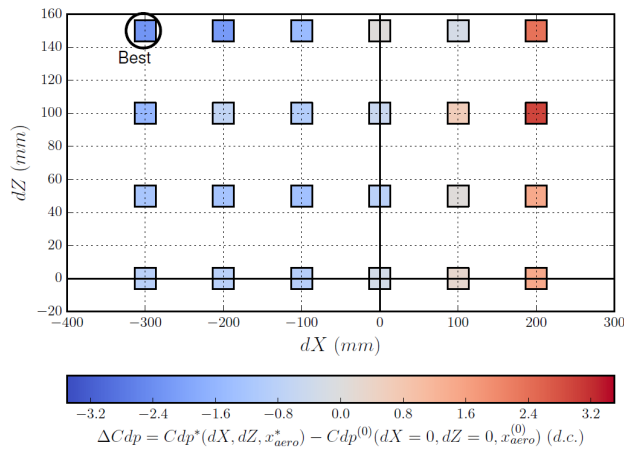 160
140
120
100
80
60
40
20
0
−20
dZ (mm)
Best
−400 −300 −200 −100 0 100 200 300
dX (mm)
−3.2 −2.4 −1.6 −0.8 0.0 0.8 1.6 2.4 3.2
ΔCdp = Cdp*(dX, dZ, x*aero) − Cdp(0)(dX = 0, dZ = 0, x(0)aero) (d.c.)